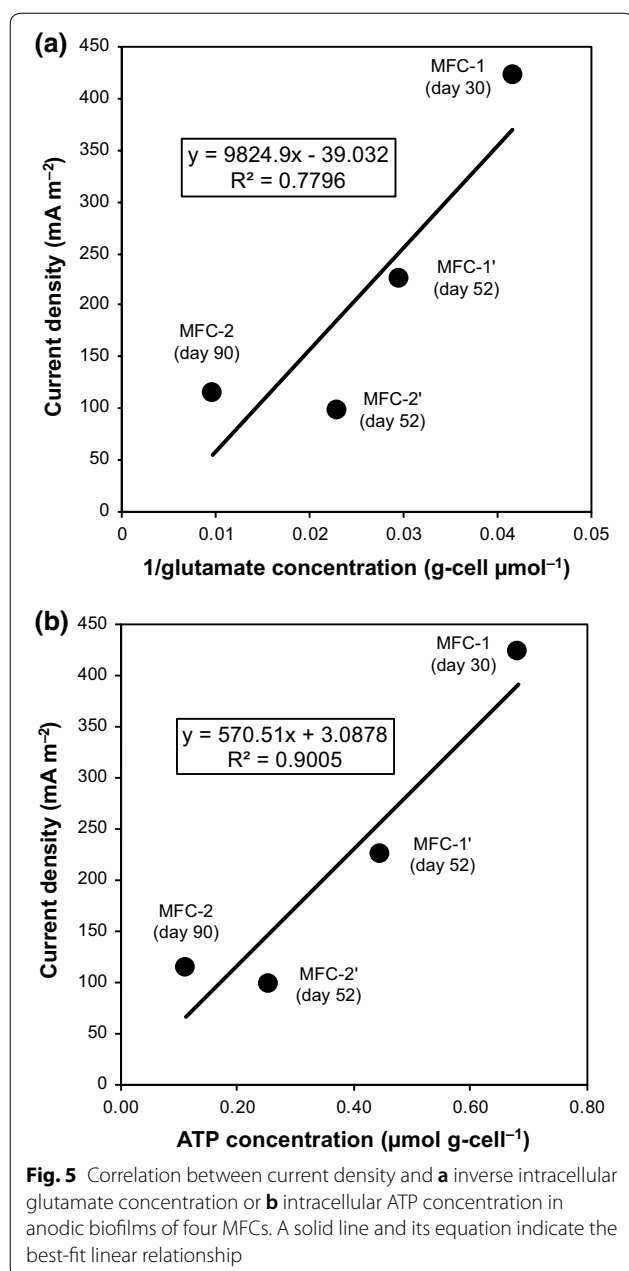 (a)
450
400
350
300
250
200
150
100
50
0
Current density (mA m⁻²)
MFC-1
(day 30)
y = 9824.9x - 39.032
R² = 0.7796
MFC-1'
(day 52)
MFC-2
(day 90)
MFC-2'
(day 52)
0 0.01 0.02 0.03 0.04 0.05
1/glutamate concentration (g-cell µmol⁻¹)
(b)
450
400
350
300
250
200
150
100
50
0
Current density (mA m⁻²)
MFC-1
(day 30)
y = 570.51x + 3.0878
R² = 0.9005
MFC-1'
(day 52)
MFC-2
(day 90)
MFC-2'
(day 52)
0.00 0.20 0.40 0.60 0.80
ATP concentration (µmol g-cell⁻¹)
Fig. 5 Correlation between current density and a inverse intracellular
glutamate concentration or b intracellular ATP concentration in
anodic biofilms of four MFCs. A solid line and its equation indicate the
best-fit linear relationship